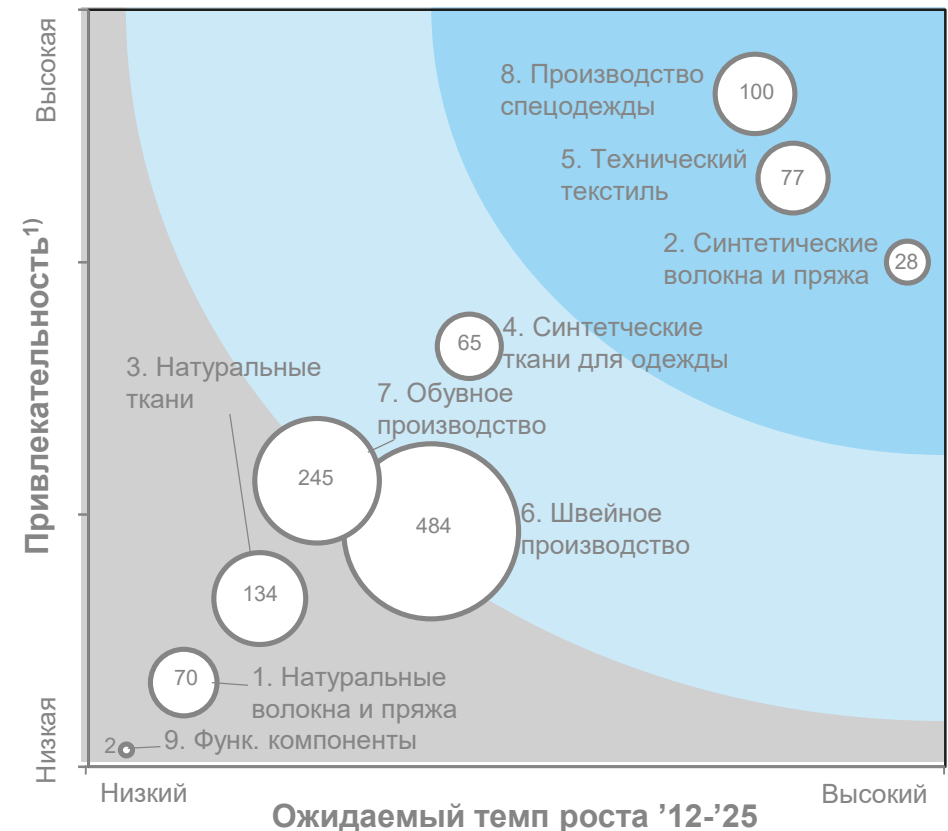 Высокая
Привлекательность1)
Низкая
8. Производство
спецодежды
100
5. Технический
текстиль
77
2. Синтетические
волокна и пряжа
28
65
4. Синтетческие
ткани для одежды
3. Натуральные
ткани
7. Обувное
производство
245
484
6. Швейное
производство
134
70
1. Натуральные
волокна и пряжа
2
9. Функ. компоненты
Низкий
Высокий
Ожидаемый темп роста ’12-’25